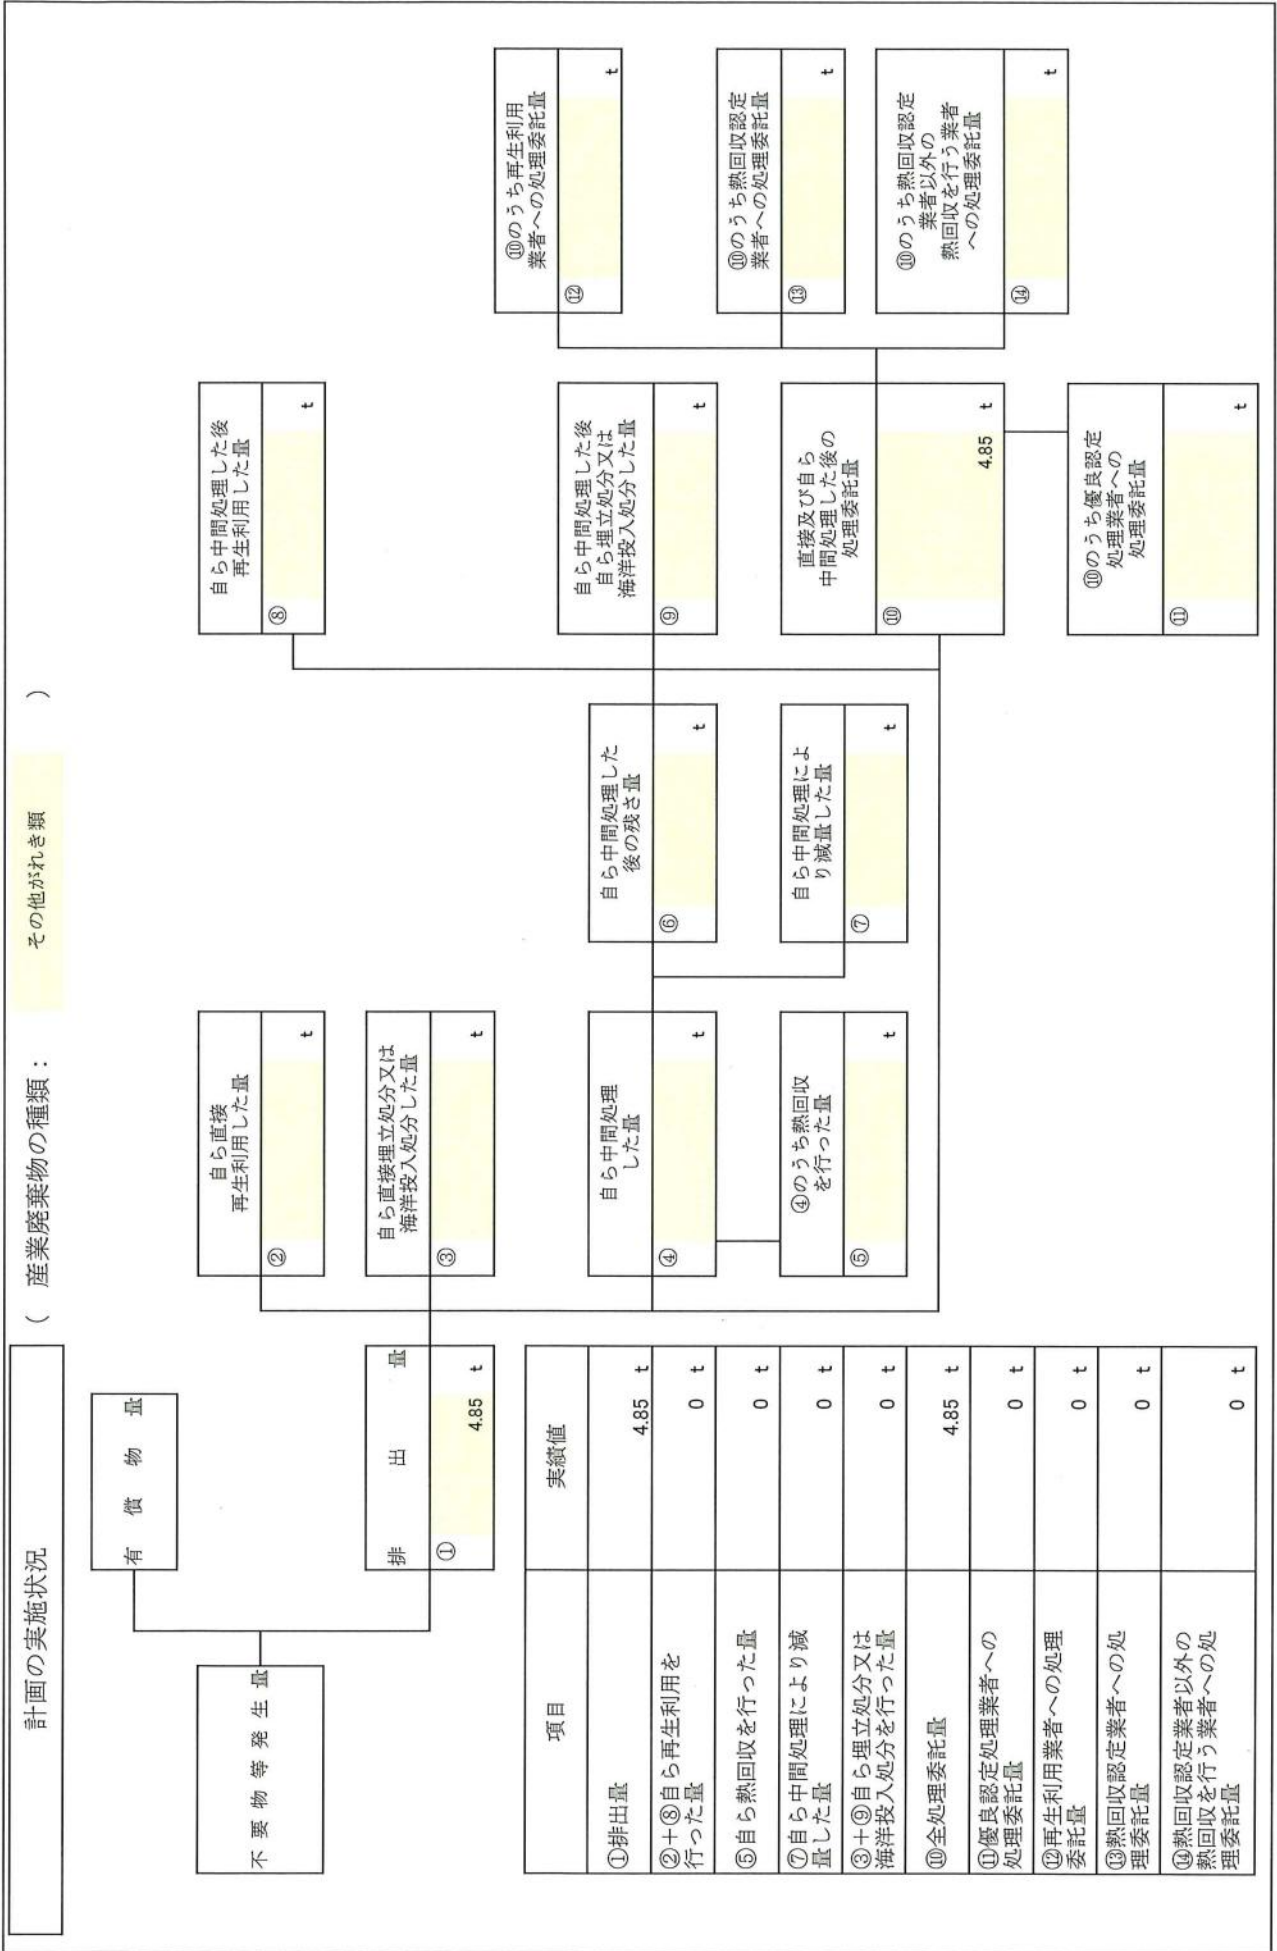 計画の実施状況
( 産業廃棄物の種類: その他がれき類 )
不要物等発生量
有償物量
排出量
① 4.85 t
自ら直接
再生利用した量
② t
自ら直接埋立処分又は
海洋投入処分した量
③ t
自ら中間処理
した量
④ t
④のうち熱回収
を行った量
⑤ t
自ら中間処理した
後の残さ量
⑥ t
自ら中間処理によ
り減量した量
⑦ t
自ら中間処理した後
再生利用した量
⑧ t
自ら中間処理した後
自ら埋立処分又は
海洋投入処分した量
⑨ t
直接及び自ら
中間処理した後の
処理委託量
⑩ 4.85 t
⑩のうち優良認定
処理業者への
処理委託量
⑪ t
⑩のうち再生利用
業者への処理委託量
⑫ t
⑩のうち熱回収認定
業者への処理委託量
⑬ t
⑩のうち熱回収認定
業者以外の
熱回収を行う業者
への処理委託量
⑭ t
項目 実績値
①排出量 4.85 t
②+⑧自ら再生利用を
行った量 0 t
⑤自ら熱回収を行った量 0 t
⑦自ら中間処理により減
量した量 0 t
③+⑨自ら埋立処分又は
海洋投入処分を行った量 0 t
⑩全処理委託量 4.85 t
⑪優良認定処理業者への
処理委託量 0 t
⑫再生利用業者への処理
委託量 0 t
⑬熱回収認定業者への処
理委託量 0 t
⑭熱回収認定業者以外の
熱回収を行う業者への処
理委託量 0 t